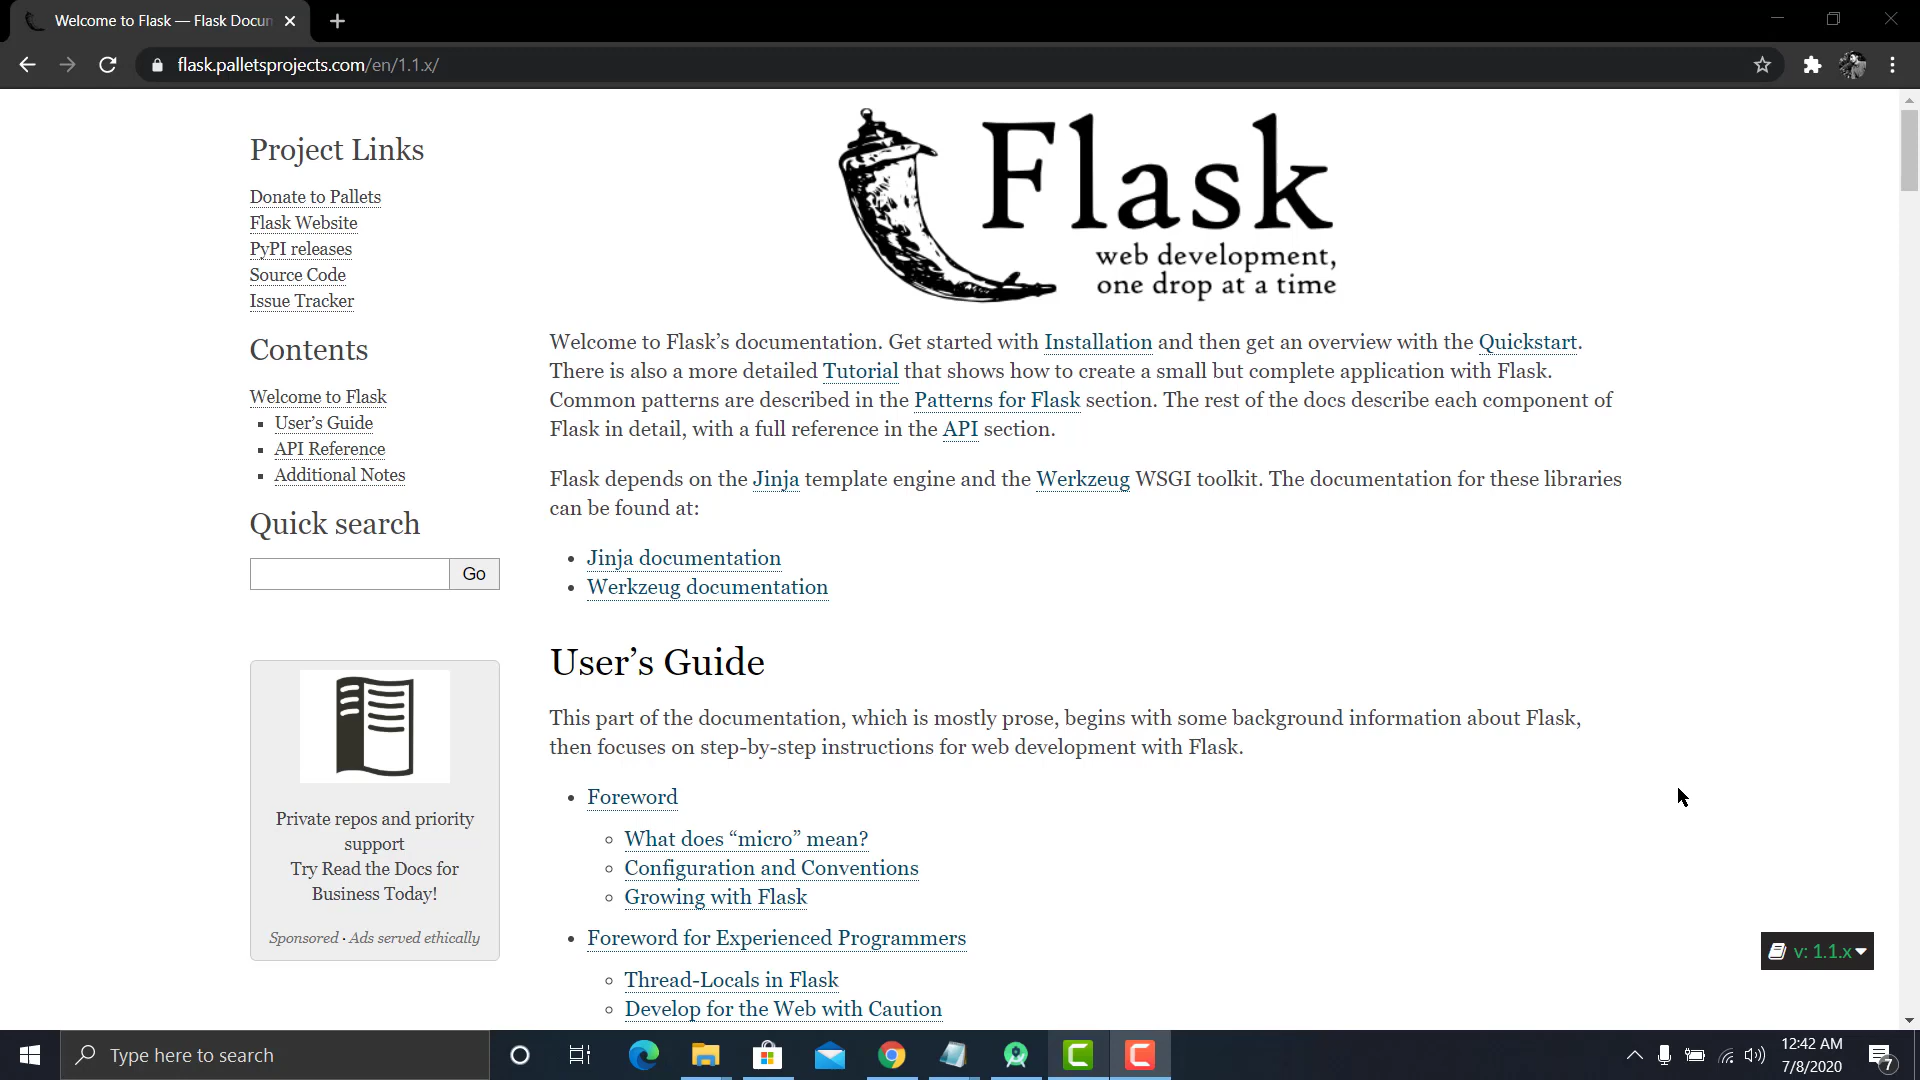 Welcome to Flask — Flask Docun
flask.palletsprojects.com/en/1.1.x/
Project Links
Donate to Pallets
Flask Website
PyPI releases
Source Code
Issue Tracker
Contents
Welcome to Flask
User’s Guide
API Reference
Additional Notes
Quick search
Go
Private repos and priority
support
Try Read the Docs for
Business Today!
Sponsored · Ads served ethically
Flask
web development,
one drop at a time
Welcome to Flask’s documentation. Get started with Installation and then get an overview with the Quickstart.
There is also a more detailed Tutorial that shows how to create a small but complete application with Flask.
Common patterns are described in the Patterns for Flask section. The rest of the docs describe each component of
Flask in detail, with a full reference in the API section.
Flask depends on the Jinja template engine and the Werkzeug WSGI toolkit. The documentation for these libraries
can be found at:
Jinja documentation
Werkzeug documentation
User’s Guide
This part of the documentation, which is mostly prose, begins with some background information about Flask,
then focuses on step-by-step instructions for web development with Flask.
Foreword
What does “micro” mean?
Configuration and Conventions
Growing with Flask
Foreword for Experienced Programmers
Thread-Locals in Flask
Develop for the Web with Caution
v: 1.1.x
Type here to search
12:42 AM
7/8/2020
7